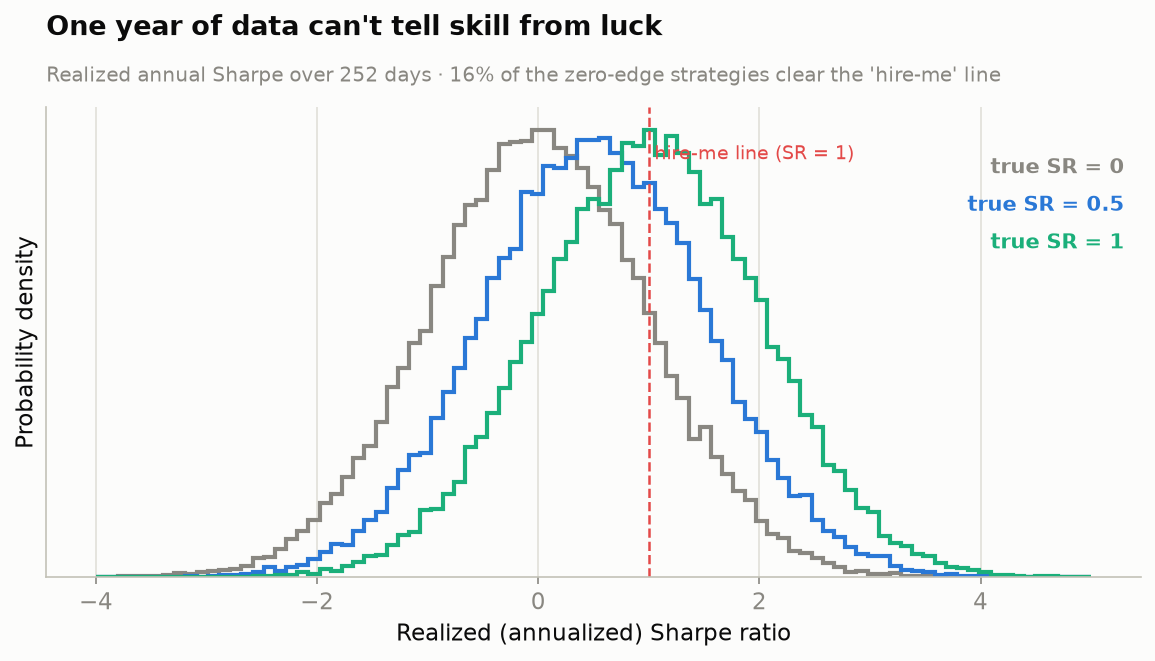 One year of data can't tell skill from luck
Realized annual Sharpe over 252 days · 16% of the zero-edge strategies clear the 'hire-me' line
hire-me line (SR = 1)
true SR = 0
true SR = 0.5
true SR = 1
Probability density
−4 −2 0 2 4
Realized (annualized) Sharpe ratio